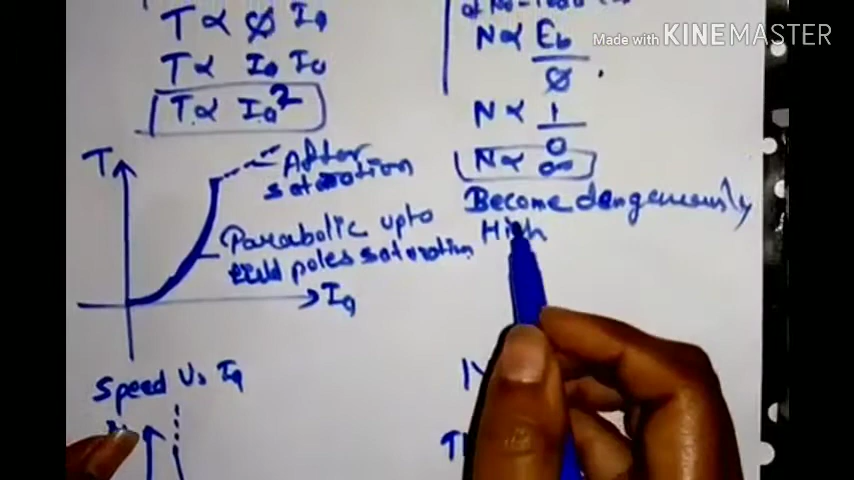 T ∝ ϕ Ia
T ∝ Ia Ia
T ∝ Ia²
T
After
saturation
Parabolic upto
field poles saturation
Ia
Speed Vs Ia
N ∝ Eb
ϕ
N ∝ 1
0
N ∝ ∞
Become dangerously
High
Made with KINEMASTER